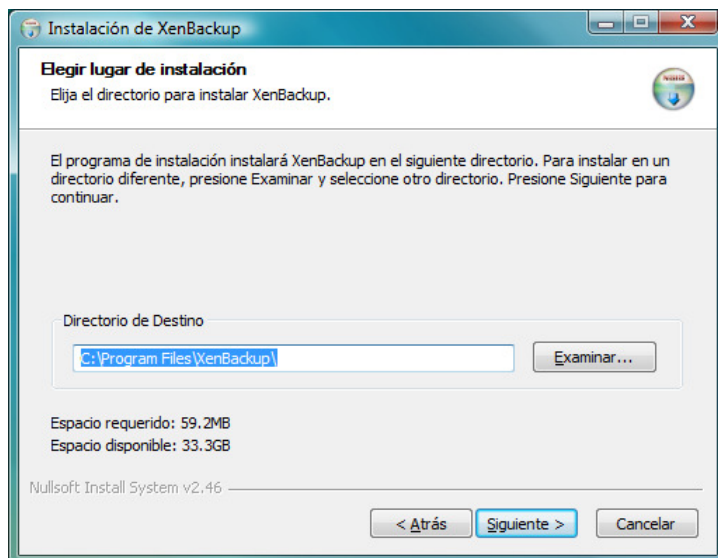 Instalación de XenBackup
Elegir lugar de instalación
Elija el directorio para instalar XenBackup.
El programa de instalación instalará XenBackup en el siguiente directorio. Para instalar en un
directorio diferente, presione Examinar y seleccione otro directorio. Presione Siguiente para
continuar.
Directorio de Destino
C:\Program Files\XenBackup\
Examinar...
Espacio requerido: 59.2MB
Espacio disponible: 33.3GB
Nullsoft Install System v2.46
< Atrás Siguiente > Cancelar